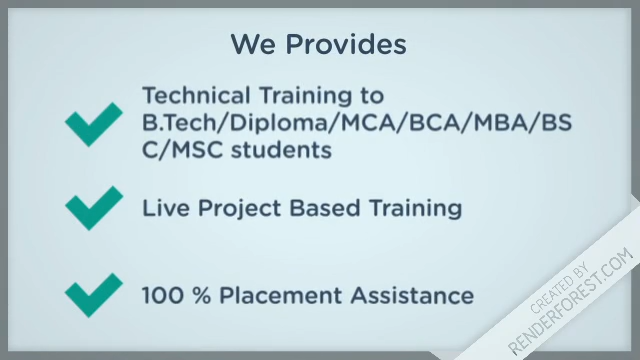 We Provides
Technical Training to
B.Tech/Diploma/MCA/BCA/MBA/BS
C/MSC students
Live Project Based Training
100 % Placement Assistance
CREATED BY
RENDERFOREST.COM